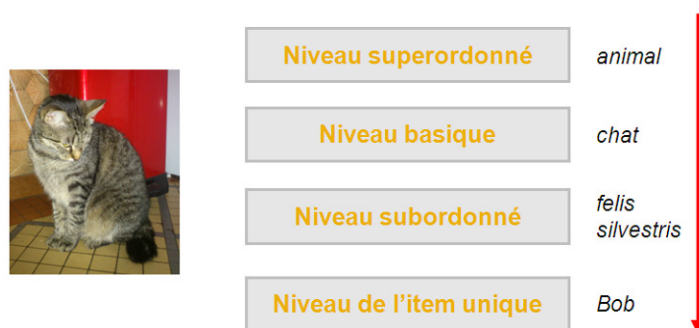 Niveau superordonné
animal
Niveau basique
chat
Niveau subordonné
felis
silvestris
Niveau de l'item unique
Bob